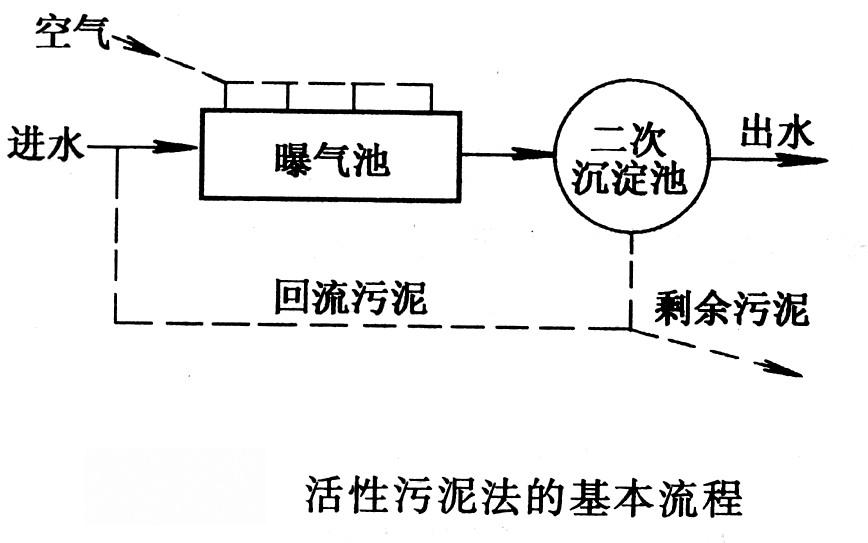 空气
进水
曝气池
二次
沉淀池
出水
回流污泥
剩余污泥
活性污泥法的基本流程